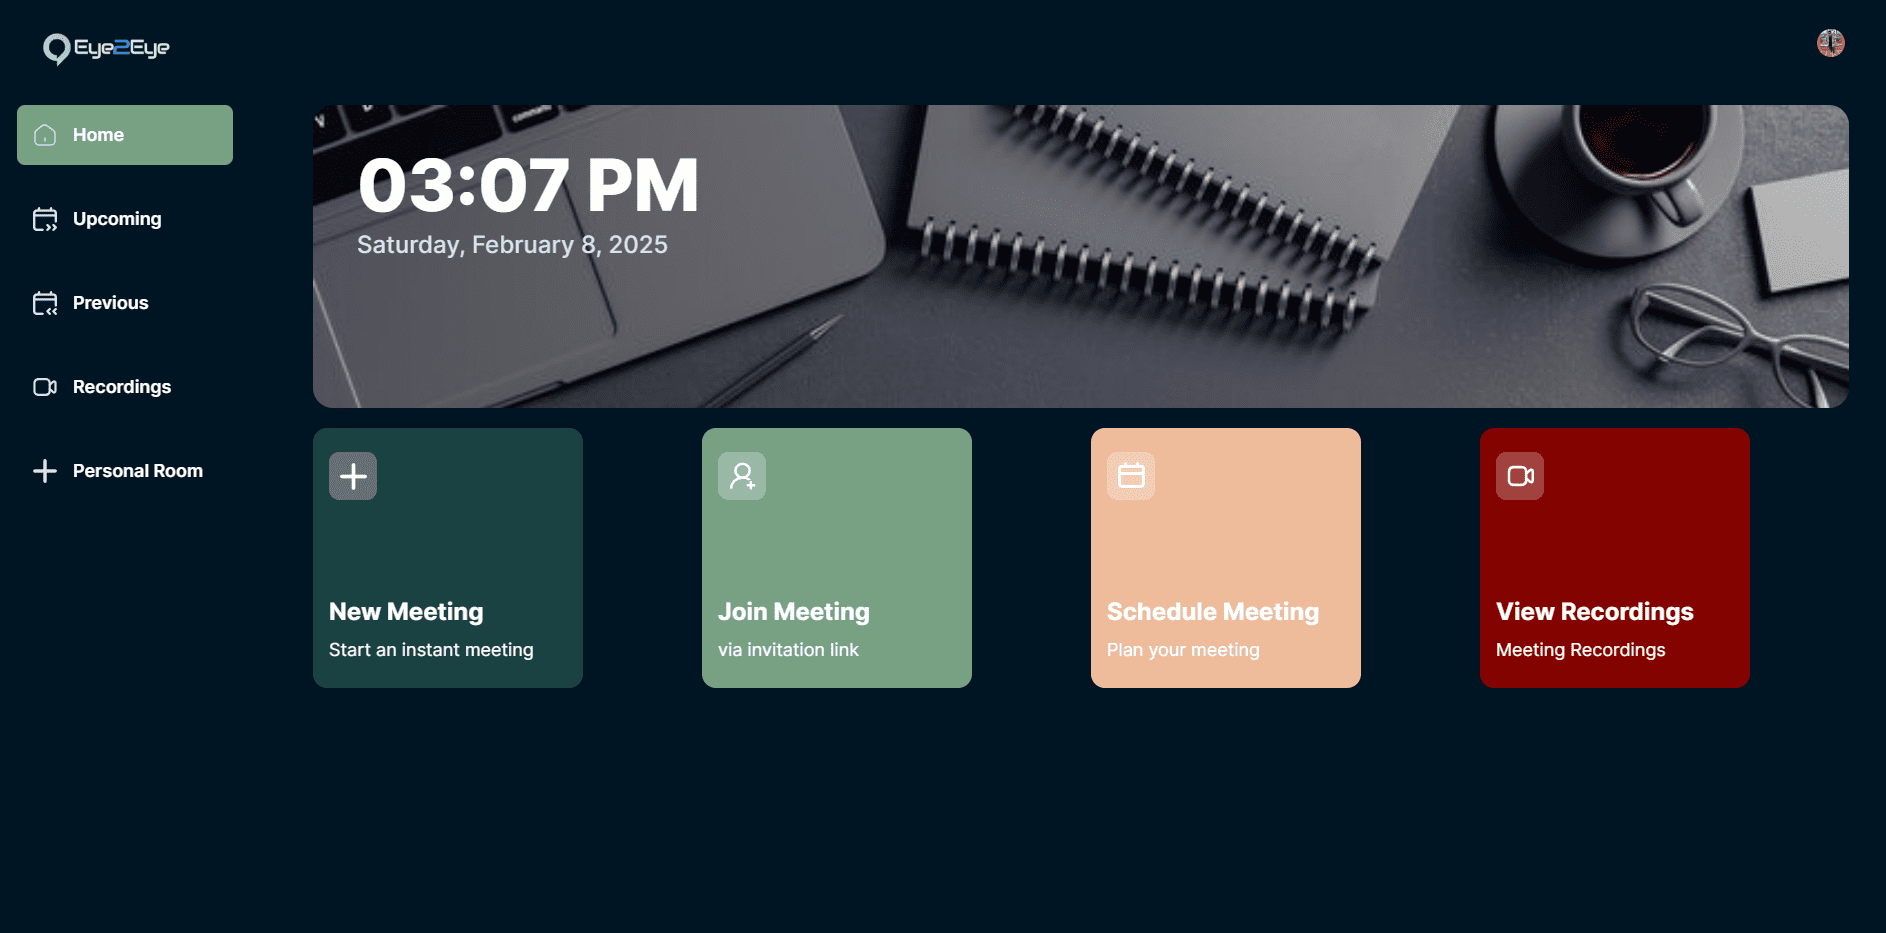 Eye2Eye
Home
Upcoming
Previous
Recordings
Personal Room
03:07 PM
Saturday, February 8, 2025
New Meeting
Start an instant meeting
Join Meeting
via invitation link
Schedule Meeting
Plan your meeting
View Recordings
Meeting Recordings